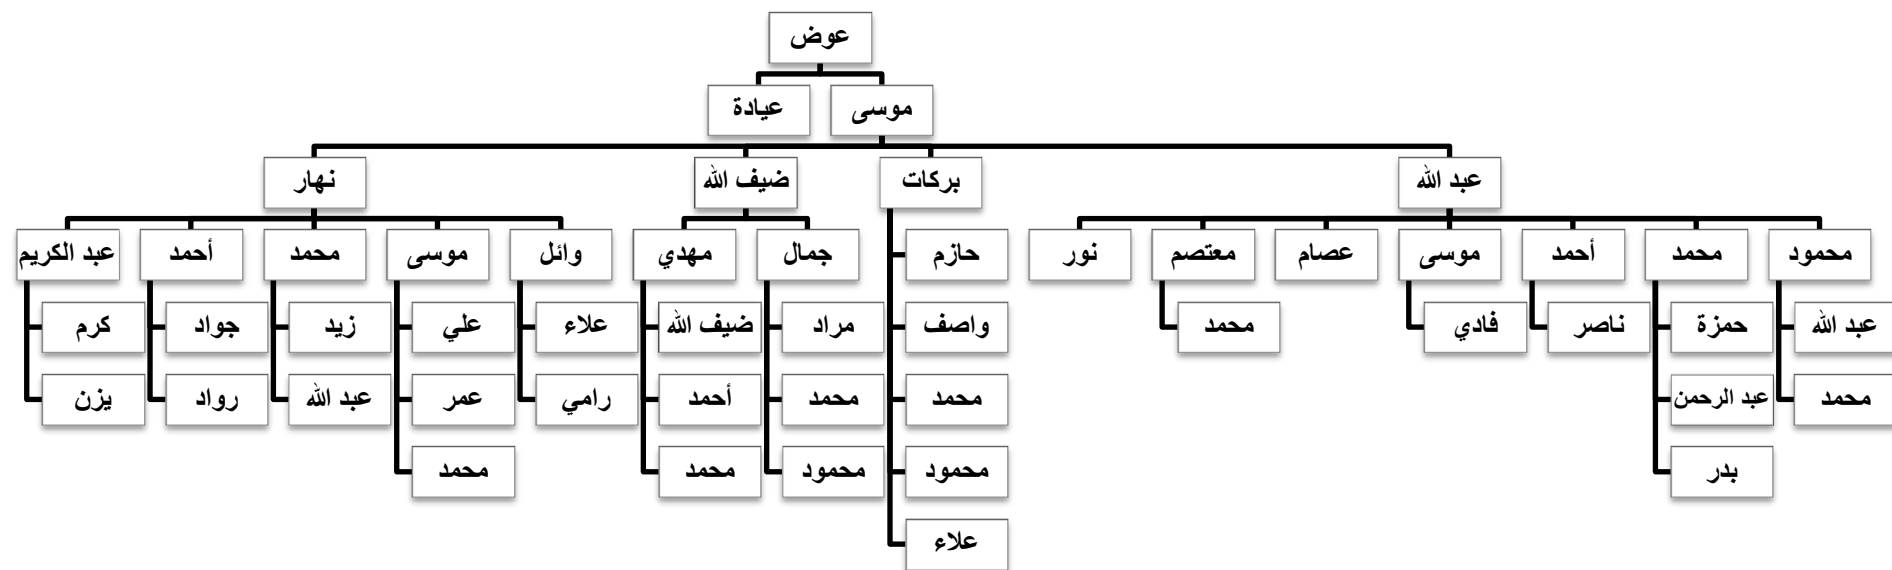 عوض
موسى
عيادة
عبد الله
بركات
ضيف الله
نهار
محمود
محمد
أحمد
موسى
عصام
معتصم
نور
حازم
جمال
مهدي
وائل
موسى
محمد
أحمد
عبد الكريم
عبد الله
حمزة
ناصر
فادي
محمد
واصف
مراد
ضيف الله
علاء
علي
زيد
جواد
كرم
محمد
عبد الرحمن
محمد
محمد
أحمد
رامي
عمر
عبد الله
رواد
يزن
بدر
محمود
محمود
محمد
محمد
علاء